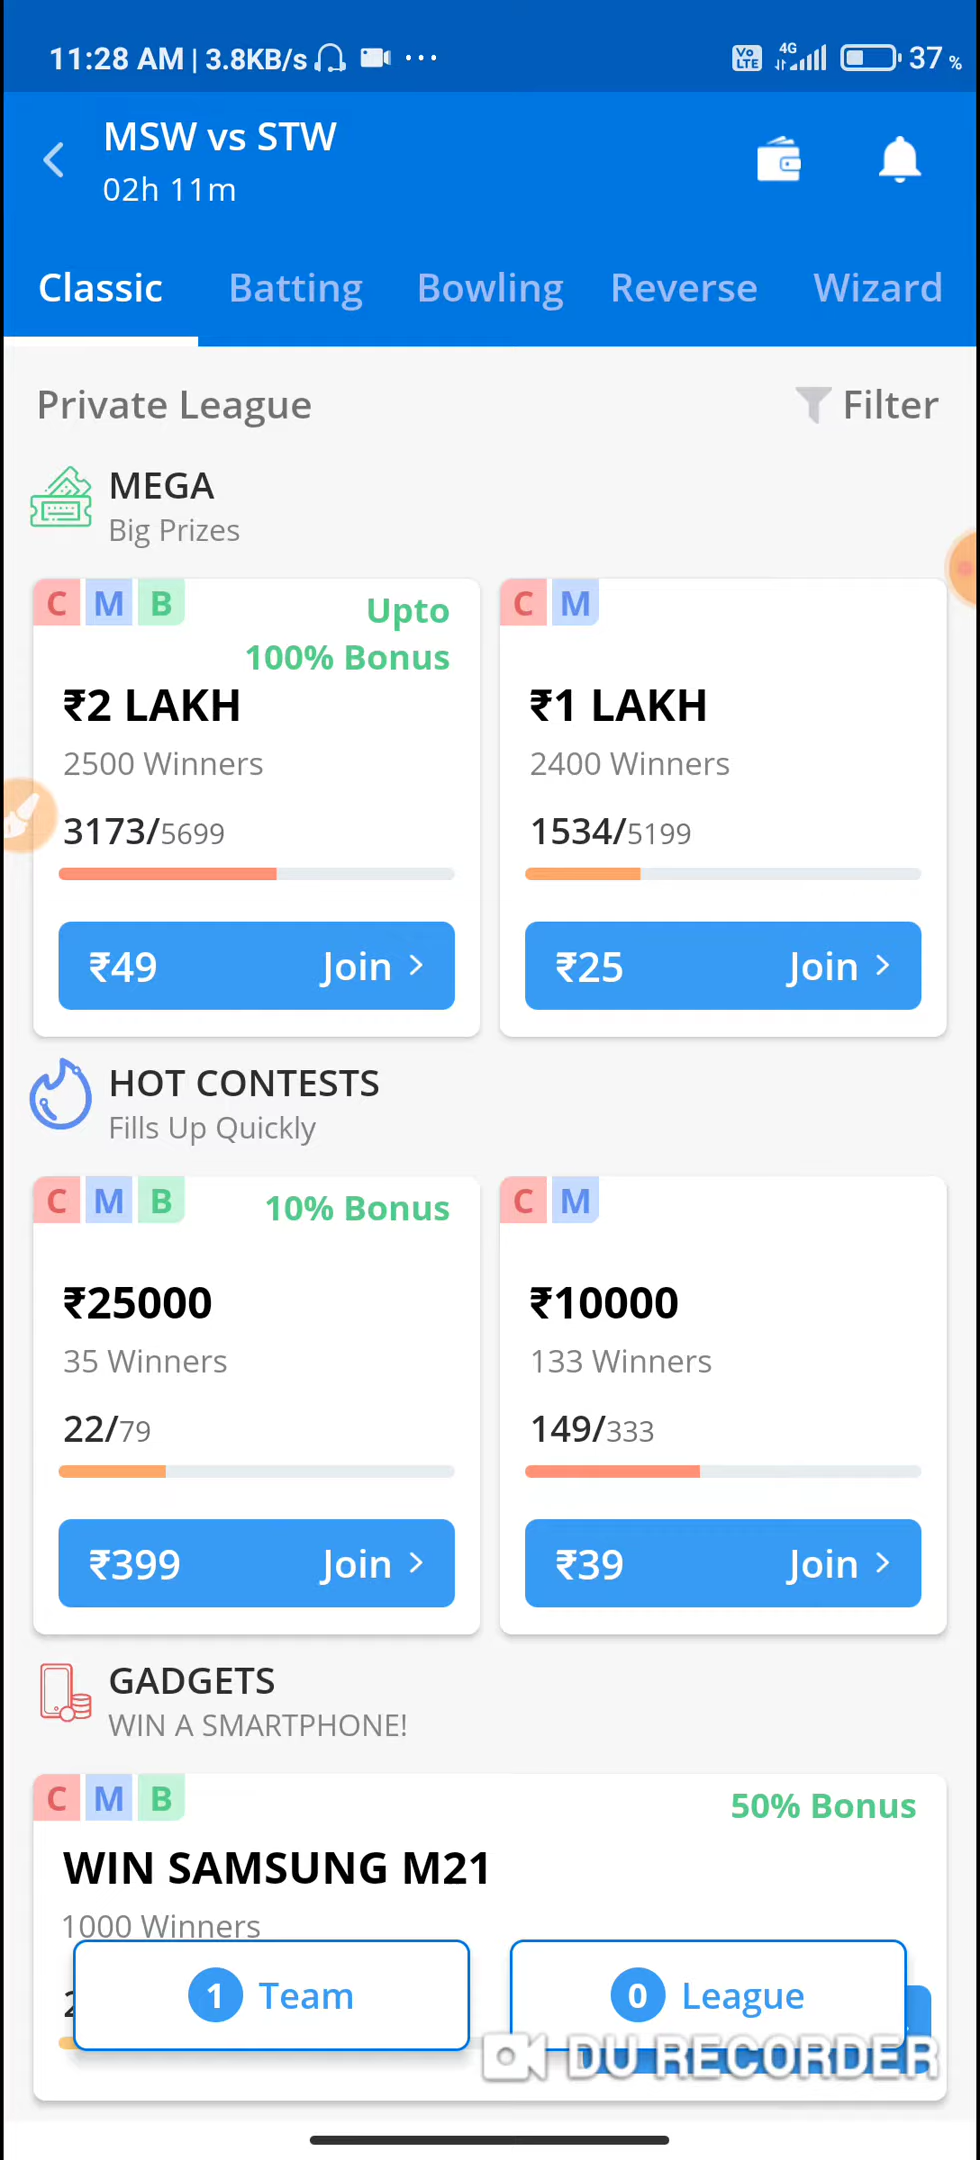 11:28 AM | 3.8KB/s ... Vo LTE 4G 37 %
MSW vs STW
02h 11m
Classic Batting Bowling Reverse Wizard
Private League Filter
MEGA
Big Prizes
C M B Upto
100% Bonus
₹2 LAKH
2500 Winners
3173/5699
₹49 Join >
C M
₹1 LAKH
2400 Winners
1534/5199
₹25 Join >
HOT CONTESTS
Fills Up Quickly
C M B 10% Bonus
₹25000
35 Winners
22/79
₹399 Join >
C M
₹10000
133 Winners
149/333
₹39 Join >
GADGETS
WIN A SMARTPHONE!
C M B 50% Bonus
WIN SAMSUNG M21
1000 Winners
1 Team 0 League
DU RECORDER